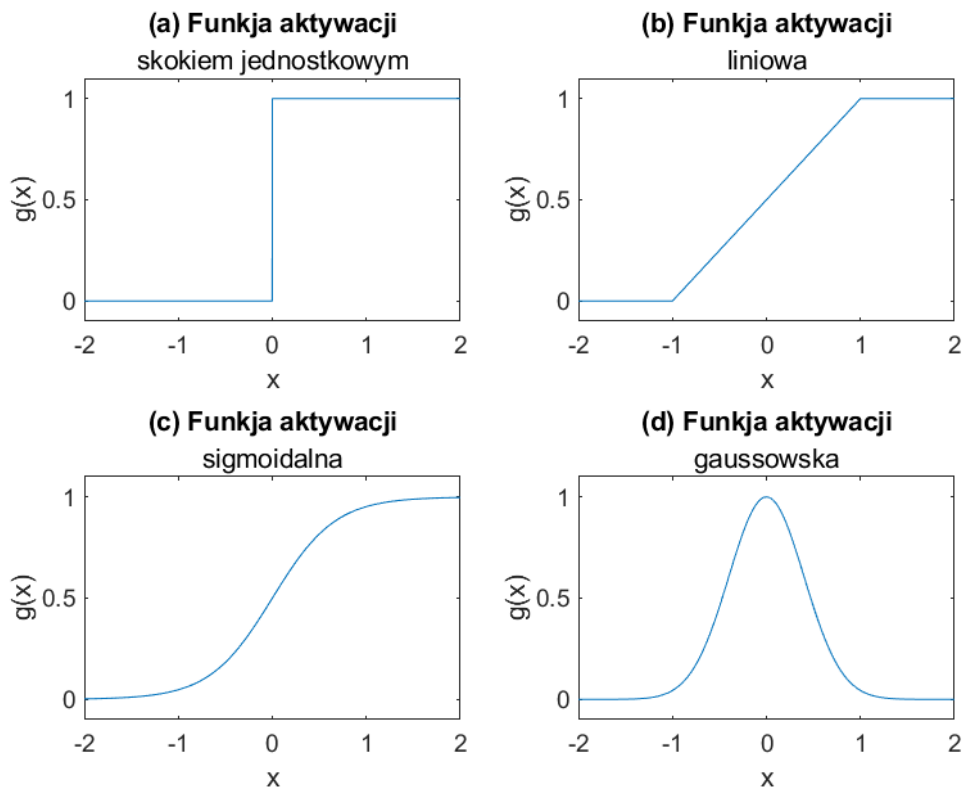 (a) Funkja aktywacji
skokiem jednostkowym
1
0.5
0
g(x)
-2 -1 0 1 2
x
(b) Funkja aktywacji
liniowa
1
0.5
0
g(x)
-2 -1 0 1 2
x
(c) Funkja aktywacji
sigmoidalna
1
0.5
0
g(x)
-2 -1 0 1 2
x
(d) Funkja aktywacji
gaussowska
1
0.5
0
g(x)
-2 -1 0 1 2
x